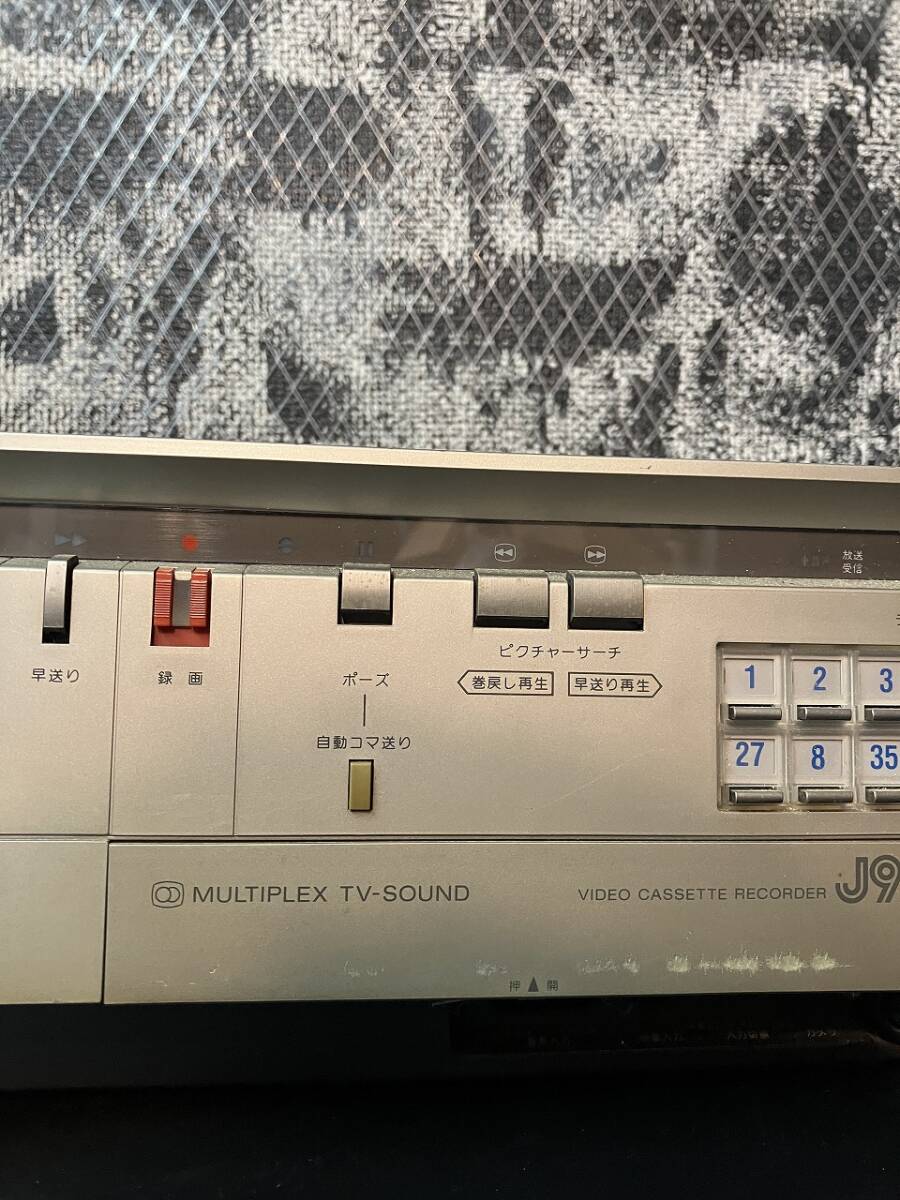 放送
受信
早送り
録画
ポーズ
自動コマ送り
ピクチャーサーチ
巻戻し再生
早送り再生
1 2 3
27 8 35
MULTIPLEX TV-SOUND
VIDEO CASSETTE RECORDER J9
押▲開